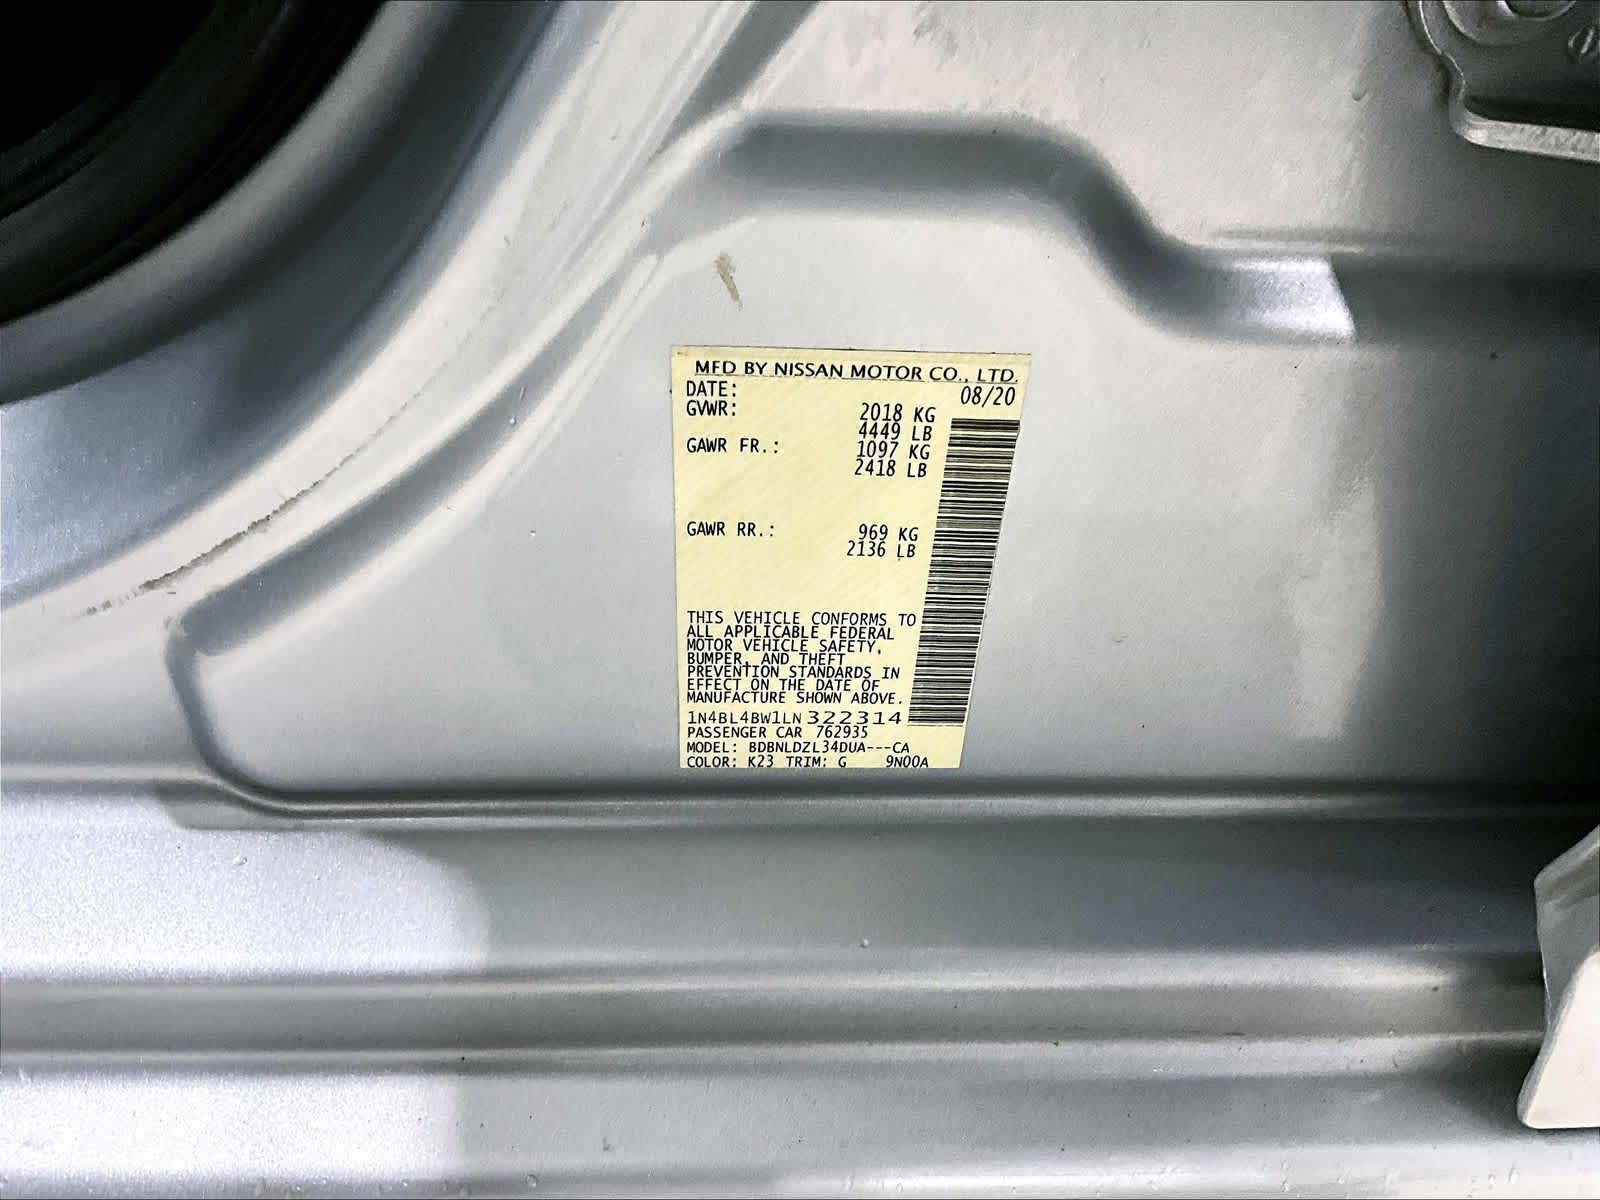 MFD BY NISSAN MOTOR CO., LTD.
DATE: 08/20
GVWR: 2018 KG
4449 LB
GAWR FR.: 1097 KG
2418 LB
GAWR RR.: 969 KG
2136 LB
THIS VEHICLE CONFORMS TO
ALL APPLICABLE FEDERAL
MOTOR VEHICLE SAFETY,
BUMPER, AND THEFT
PREVENTION STANDARDS IN
EFFECT ON THE DATE OF
MANUFACTURE SHOWN ABOVE.
1N4BL4BW1LN322314
PASSENGER CAR 762935
MODEL: BDBNLDZL34DUA---CA
COLOR: K23 TRIM: G 9N00A